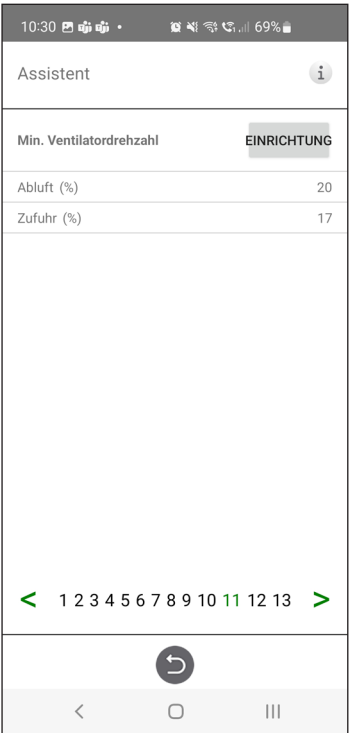 10:30 69%
Assistent i
Min. Ventilatordrehzahl EINRICHTUNG
Abluft (%) 20
Zufuhr (%) 17
< 1 2 3 4 5 6 7 8 9 10 11 12 13 >